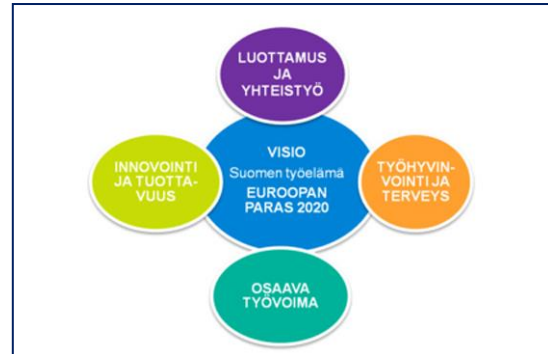 LUOTTAMUS
JA
YHTEISTYÖ
INNOVOINTI
JA TUOTTA-
VUUS
VISIO
Suomen työelämä
EUROOPAN
PARAS 2020
TYÖHYVIN-
VOINTI JA
TERVEYS
OSAAVA
TYÖVOIMA